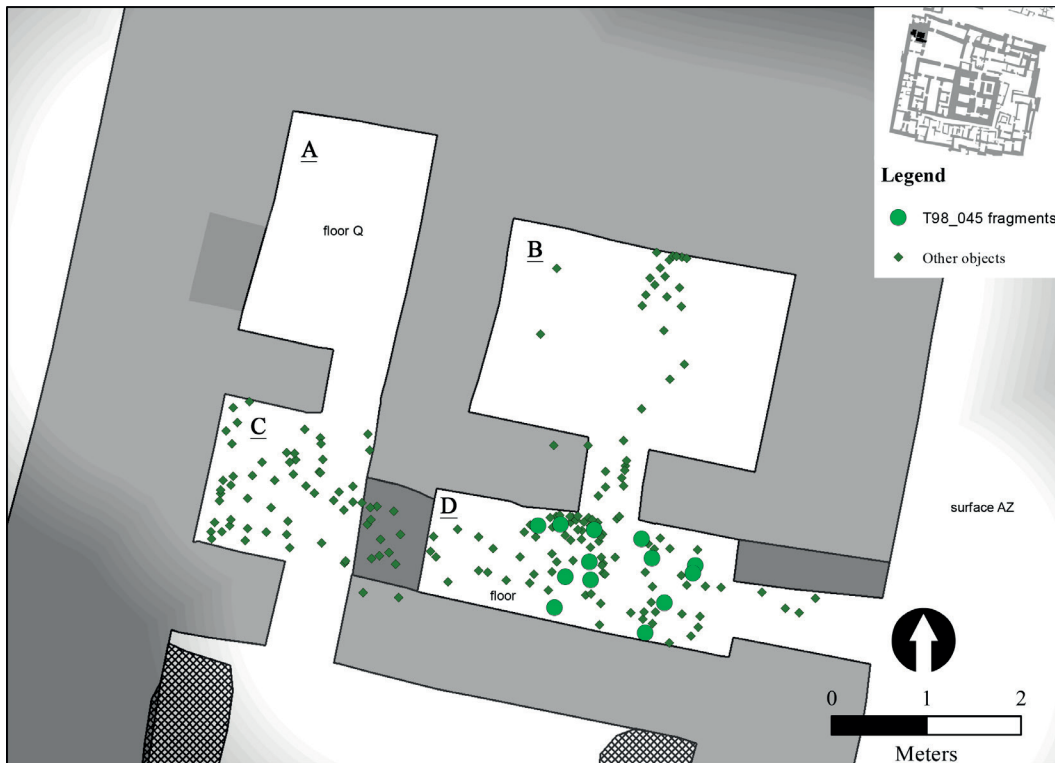 A
floor Q
B
C
D
floor
surface AZ
Legend
T98_045 fragments
Other objects
0 1 2
Meters